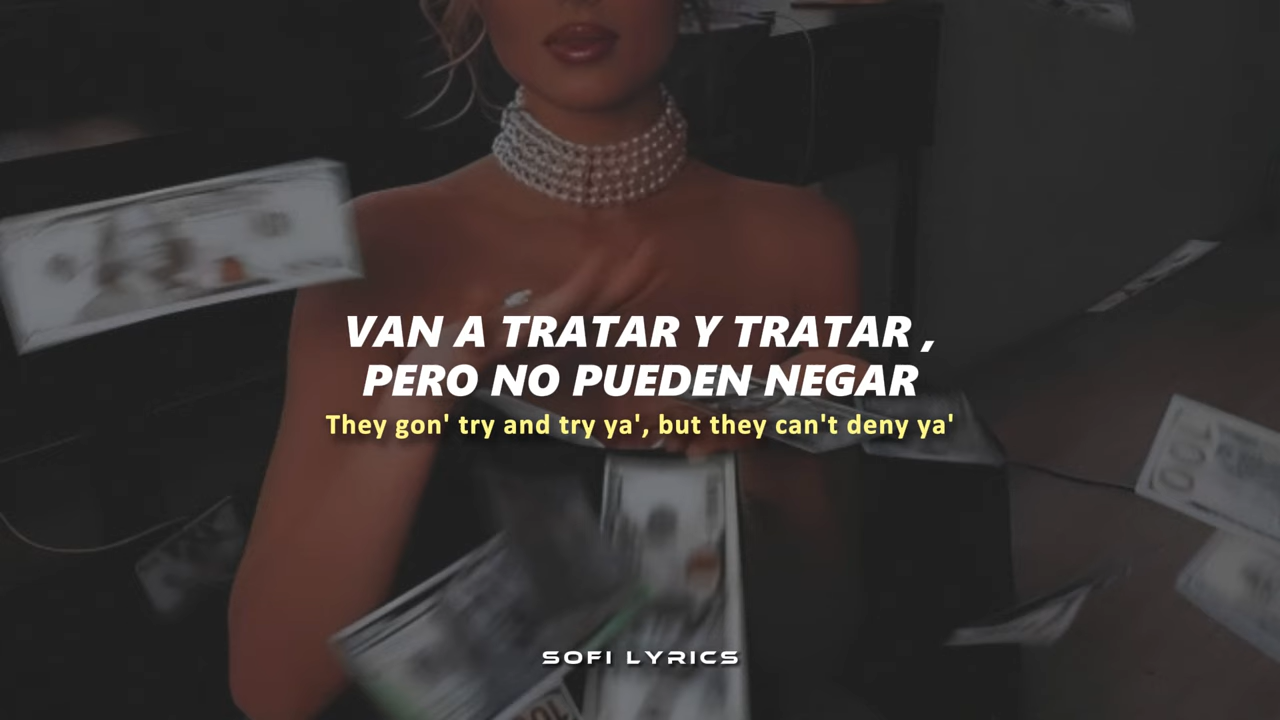 VAN A TRATAR Y TRATAR ,
PERO NO PUEDEN NEGAR
They gon' try and try ya', but they can't deny ya'
100
SOFI LYRICS